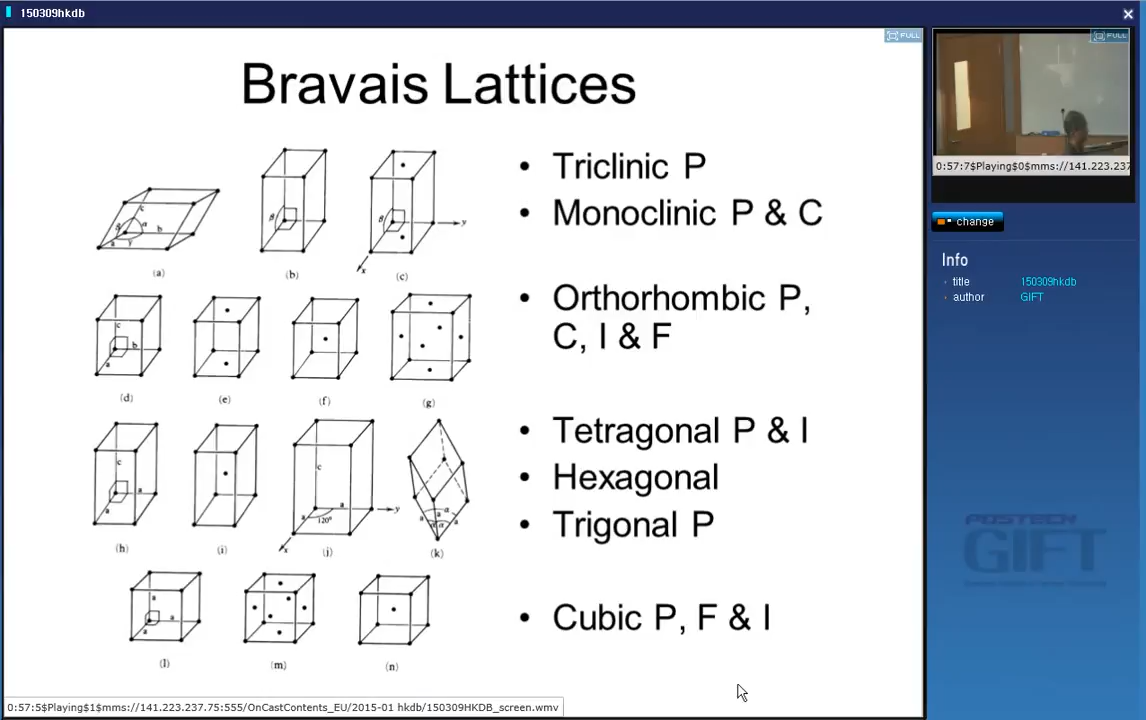 150309hkdb
FULL
Bravais Lattices
• Triclinic P
• Monoclinic P & C
• Orthorhombic P,
C, I & F
• Tetragonal P & I
• Hexagonal
• Trigonal P
• Cubic P, F & I
c
β α
b
a γ
(a)
β
(b)
β
y
x
(c)
c
b
a
(d)
(e)
(f)
(g)
c
a
a
(h)
(i)
c
a
a
120°
y
x
(j)
α
a
a
a
α
(k)
a
a
a
(l)
(m)
(n)
0:57:5$Playing$1$mms://141.223.237.75:555/OnCastContents_EU/2015-01 hkdb/150309HKDB_screen.wmv
FULL
0:57:7$Playing$0$mms://141.223.237
change
Info
title 150309hkdb
author GIFT
POSTECH
GIFT